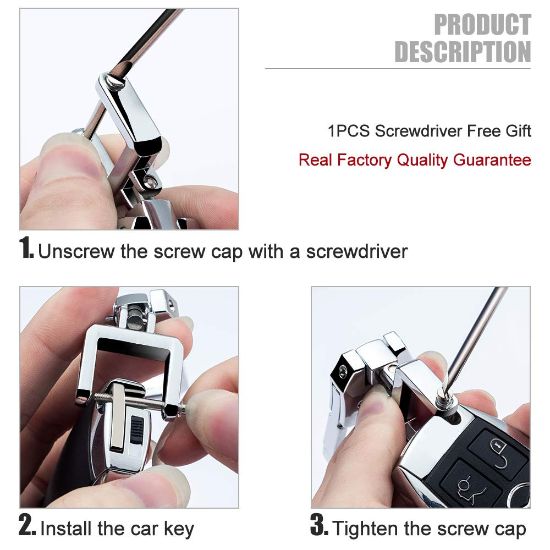 PRODUCT
DESCRIPTION
1PCS Screwdriver Free Gift
Real Factory Quality Guarantee
1. Unscrew the screw cap with a screwdriver
2. Install the car key
3. Tighten the screw cap